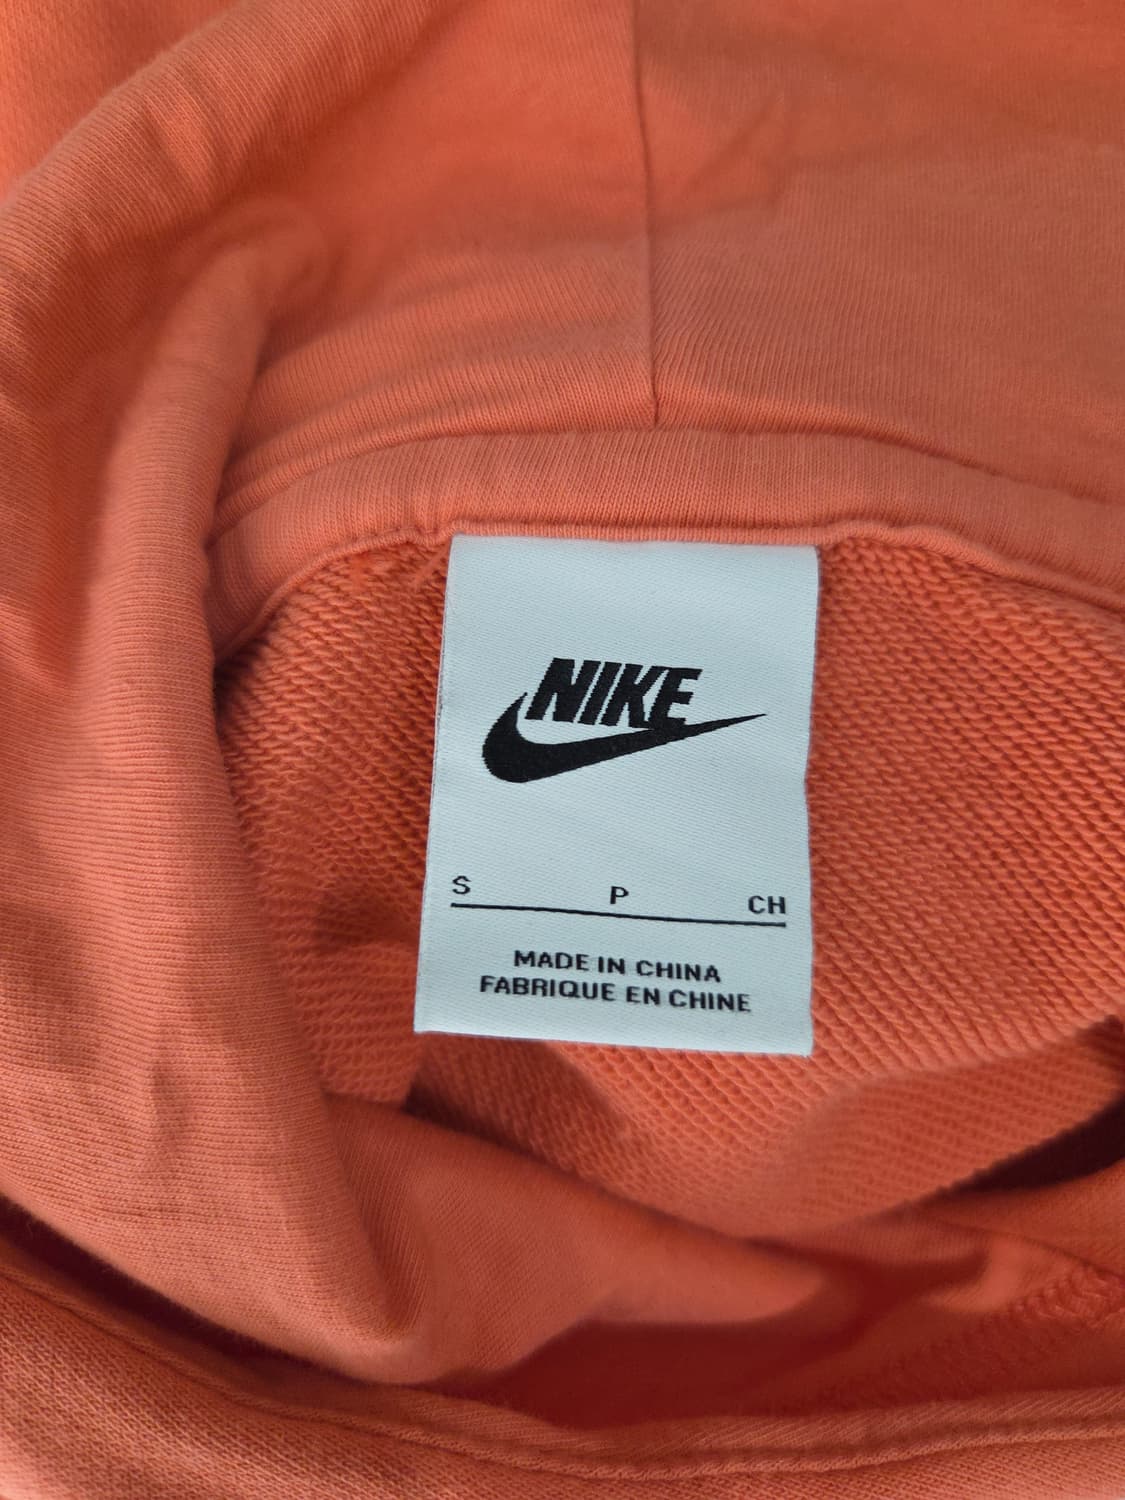 NIKE
S P CH
MADE IN CHINA
FABRIQUE EN CHINE